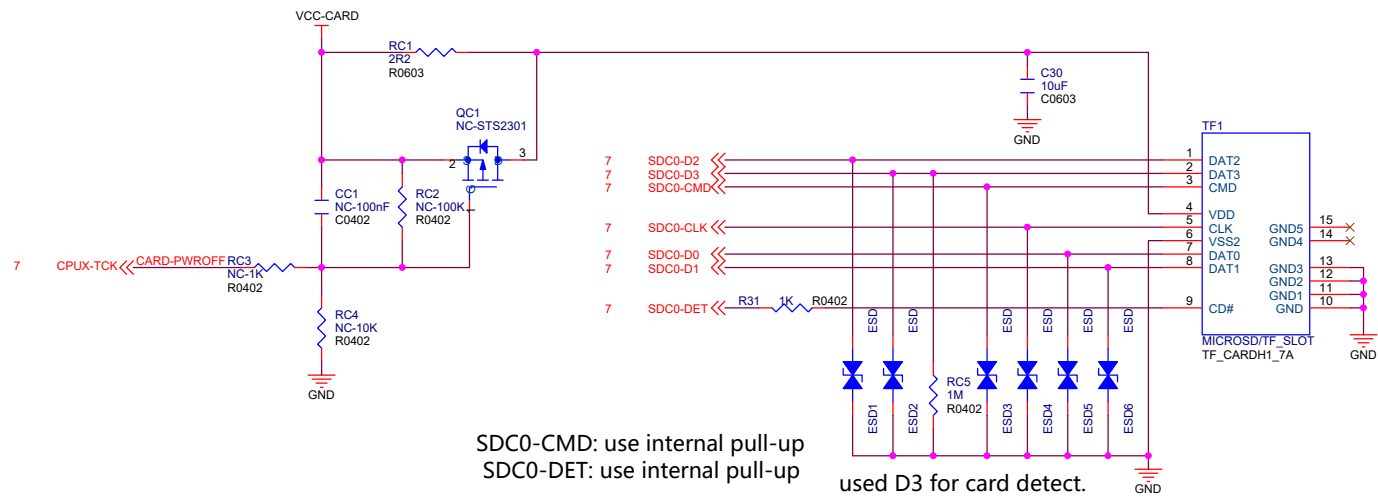 VCC-CARD
RC1
2R2
R0603
C30
10uF
C0603
GND
QC1
NC-STS2301
2
3
S
D
G
1
CC1
NC-100nF
C0402
RC2
NC-100K
R0402
7 CPUX-TCK CARD-PWROFF RC3
NC-1K
R0402
RC4
NC-10K
R0402
GND
7 SDC0-D2
7 SDC0-D3
7 SDC0-CMD
7 SDC0-CLK
7 SDC0-D0
7 SDC0-D1
7 SDC0-DET R31 1K R0402
TF1
1 DAT2
2 DAT3
3 CMD
4 VDD
5 CLK
6 VSS2
7 DAT0
8 DAT1
9 CD#
GND5 15
GND4 14
GND3 13
GND2 12
GND1 11
GND 10
MICROSD/TF_SLOT
TF_CARDH1_7A
GND
ESD
ESD
ESD
ESD
ESD
ESD
ESD1
ESD2
RC5
1M
R0402
ESD3
ESD4
ESD5
ESD6
GND
SDC0-CMD: use internal pull-up
SDC0-DET: use internal pull-up
used D3 for card detect.